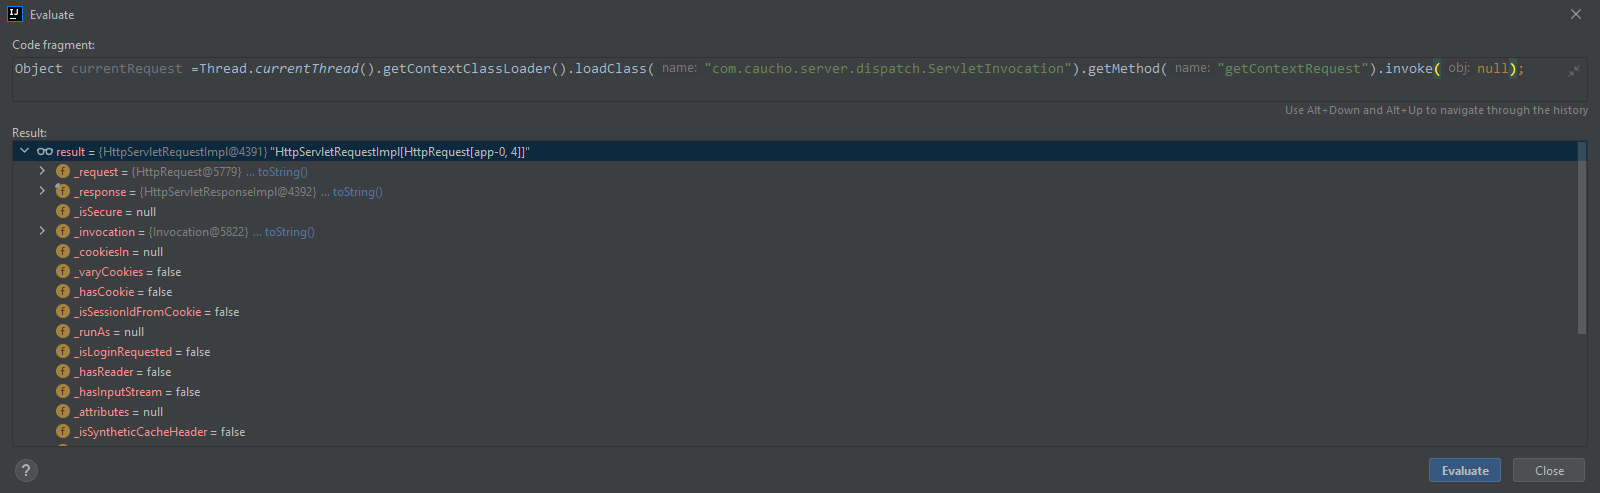 IJ Evaluate
Code fragment:
Object currentRequest =Thread.currentThread().getContextClassLoader().loadClass( name: "com.caucho.server.dispatch.ServletInvocation").getMethod( name: "getContextRequest").invoke( obj: null);
Use Alt+Down and Alt+Up to navigate through the history
Result:
result = {HttpServletRequestImpl@4391} "HttpServletRequestImpl[HttpRequest[app-0, 4]]"
f _request = {HttpRequest@5779} ... toString()
f _response = {HttpServletResponseImpl@4392} ... toString()
f _isSecure = null
f _invocation = {Invocation@5822} ... toString()
f _cookiesIn = null
f _varyCookies = false
f _hasCookie = false
f _isSessionIdFromCookie = false
f _runAs = null
f _isLoginRequested = false
f _hasReader = false
f _hasInputStream = false
f _attributes = null
f _isSyntheticCacheHeader = false
? Evaluate Close